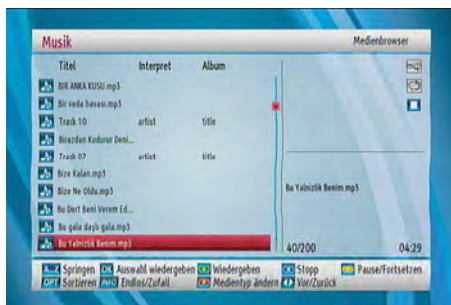 Musik Medienbrowser
Titel Interpret Album
BIR ANKA KUSU.mp3
Bir veda havasi.mp3
Track 10 artist title
Birazdan Kudurur Deni...
Track 07 artist title
Bize Kalan.mp3
Bize Ne Oldu.mp3
Bu Dert Beni Verem Ed...
Bu gala daşlı gala.mp3
Bu Yalnizlik Benim.mp3
Bu Yalnizlik Benim.mp3
40/200 04:29
A...Z Springen OK Auswahl wiedergeben Wiedergeben Stopp Pause/Fortsetzen
OPT Sortieren INFO Endlos/Zufall Medientyp ändern Vor/Zurück